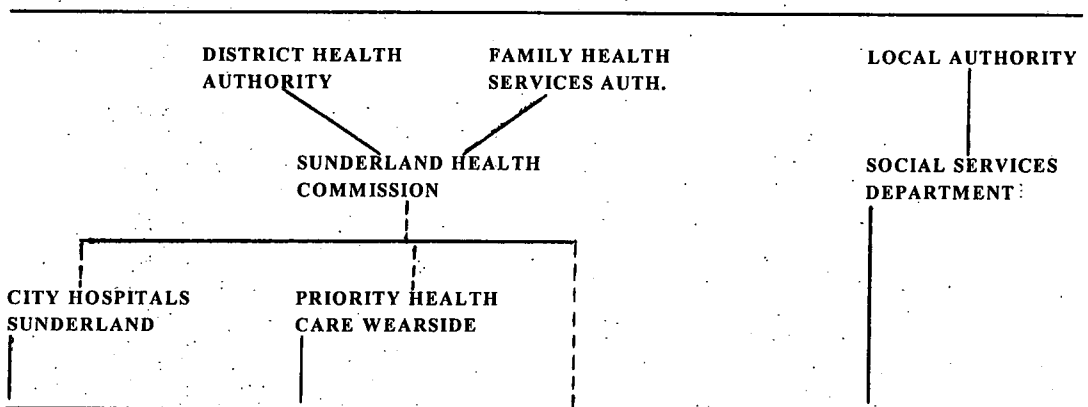 DISTRICT HEALTH
AUTHORITY
FAMILY HEALTH
SERVICES AUTH.
LOCAL AUTHORITY
SUNDERLAND HEALTH
COMMISSION
SOCIAL SERVICES
DEPARTMENT
CITY HOSPITALS
SUNDERLAND
PRIORITY HEALTH
CARE WEARSIDE